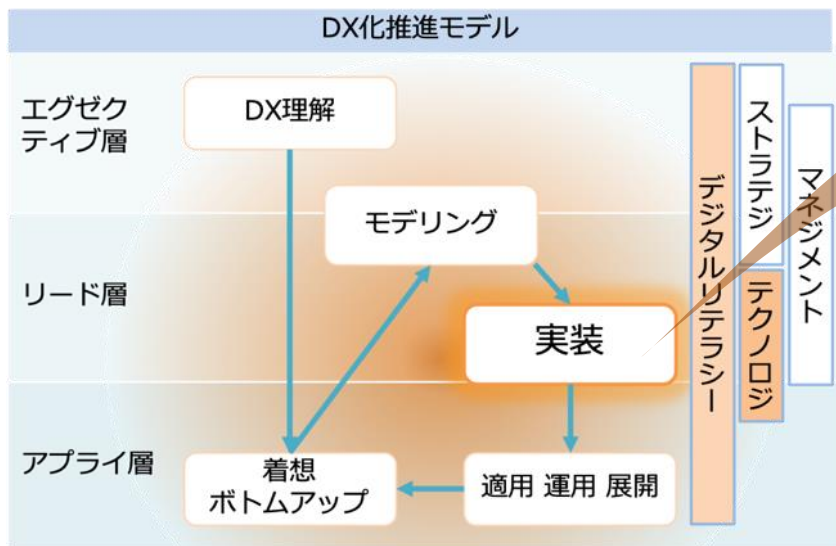 DX化推進モデル
エグゼク
ティブ層
DX理解
モデリング
リード層
実装
アプライ層
着想
ボトムアップ
適用 運用 展開
デジタルリテラシー
ストラテジ
テクノロジ
マネジメント